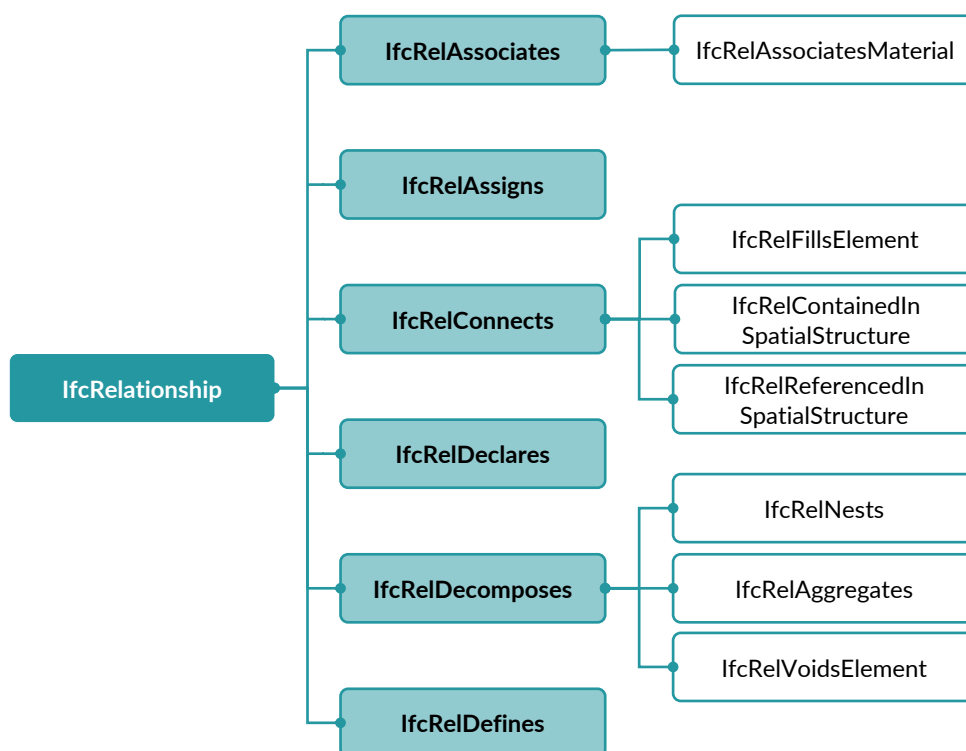 IfcRelAssociates
IfcRelAssociatesMaterial
IfcRelAssigns
IfcRelFillsElement
IfcRelConnects
IfcRelContainedIn
SpatialStructure
IfcRelReferencedIn
SpatialStructure
IfcRelationship
IfcRelDeclares
IfcRelNests
IfcRelDecomposes
IfcRelAggregates
IfcRelVoidsElement
IfcRelDefines